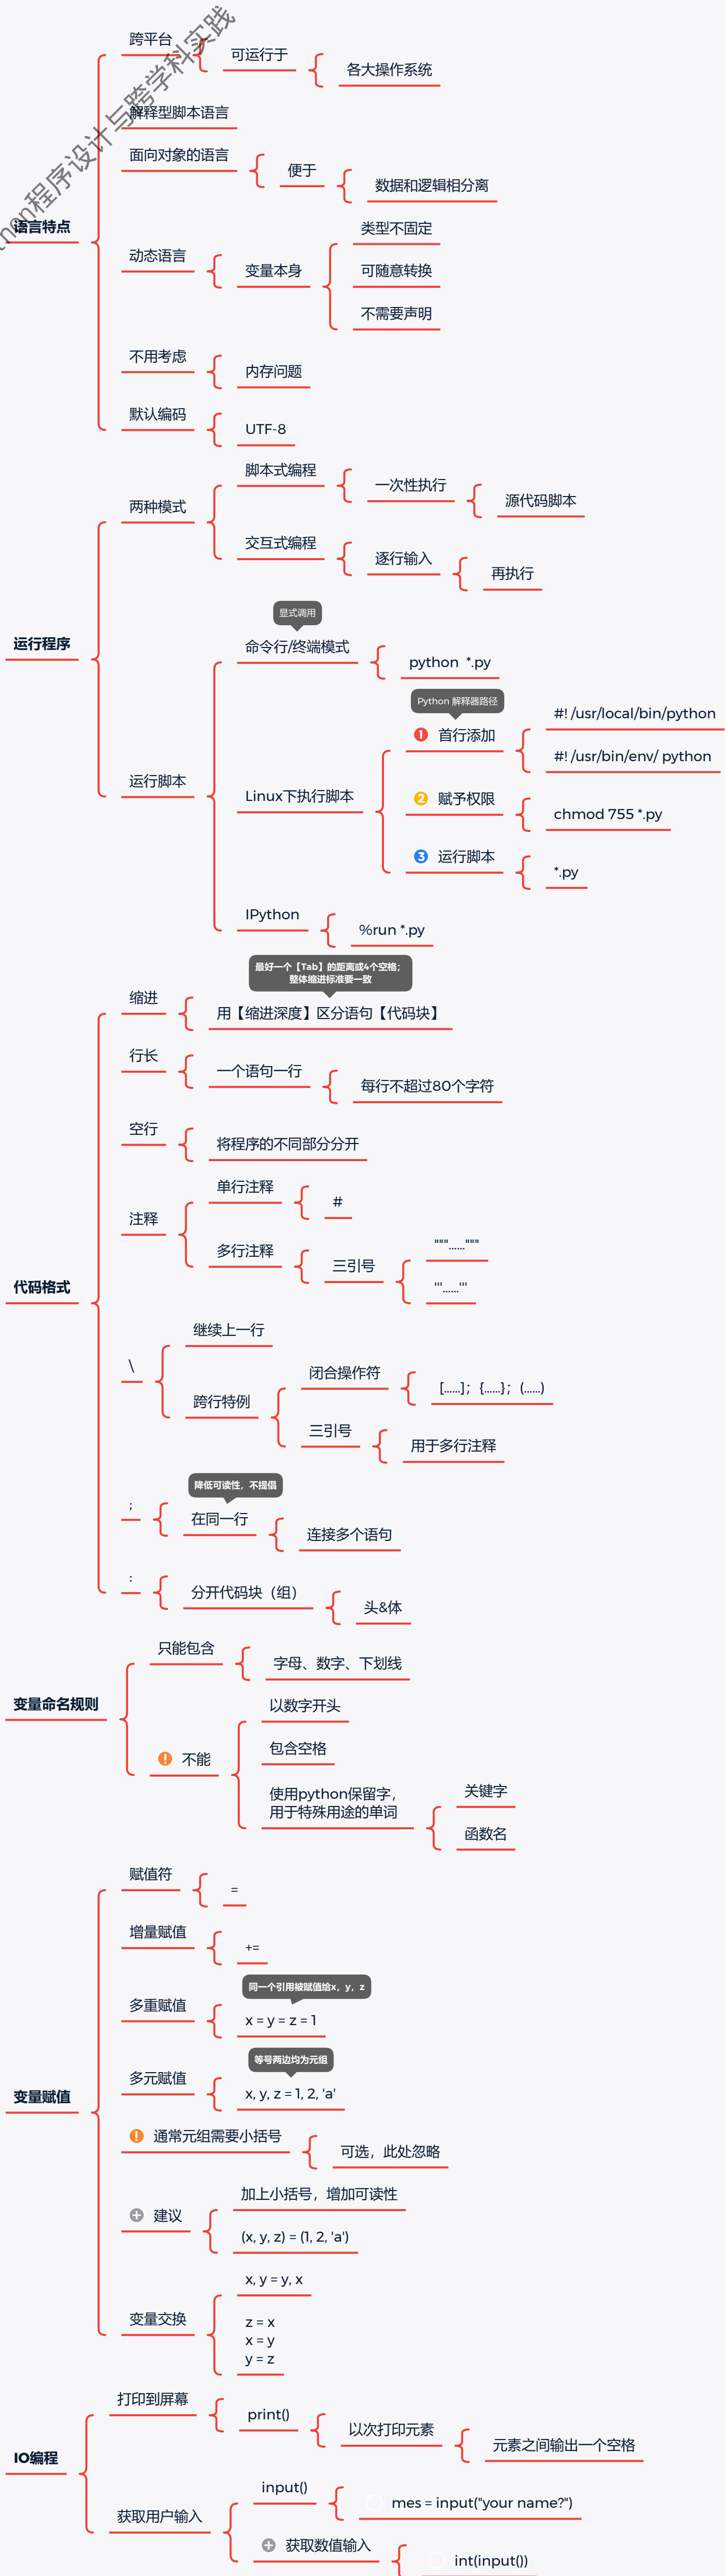 non程序设计与跨学科实践
语言特点
跨平台
可运行于
各大操作系统
解释型脚本语言
面向对象的语言
便于
数据和逻辑相分离
动态语言
变量本身
类型不固定
可随意转换
不需要声明
不用考虑
内存问题
默认编码
UTF-8
运行程序
两种模式
脚本式编程
一次性执行
源代码脚本
交互式编程
逐行输入
再执行
运行脚本
显式调用
命令行/终端模式
python *.py
Linux下执行脚本
Python 解释器路径
1 首行添加
#! /usr/local/bin/python
#! /usr/bin/env/ python
2 赋予权限
chmod 755 *.py
3 运行脚本
*.py
IPython
%run *.py
代码格式
缩进
最好一个【Tab】的距离或4个空格；
整体缩进标准要一致
用【缩进深度】区分语句【代码块】
行长
一个语句一行
每行不超过80个字符
空行
将程序的不同部分分开
注释
单行注释
#
多行注释
三引号
"""......"""
'''......'''
\
继续上一行
跨行特例
闭合操作符
[......]；{......}；(......)
三引号
用于多行注释
;
降低可读性，不提倡
在同一行
连接多个语句
:
分开代码块（组）
头&体
变量命名规则
只能包含
字母、数字、下划线
! 不能
以数字开头
包含空格
使用python保留字，
用于特殊用途的单词
关键字
函数名
变量赋值
赋值符
=
增量赋值
+=
多重赋值
同一个引用被赋值给x，y，z
x = y = z = 1
多元赋值
等号两边均为元组
x, y, z = 1, 2, 'a'
! 通常元组需要小括号
可选，此处忽略
建议
加上小括号，增加可读性
(x, y, z) = (1, 2, 'a')
变量交换
x, y = y, x
z = x
x = y
y = z
IO编程
打印到屏幕
print()
以次打印元素
元素之间输出一个空格
获取用户输入
input()
mes = input("your name?")
获取数值输入
int(input())